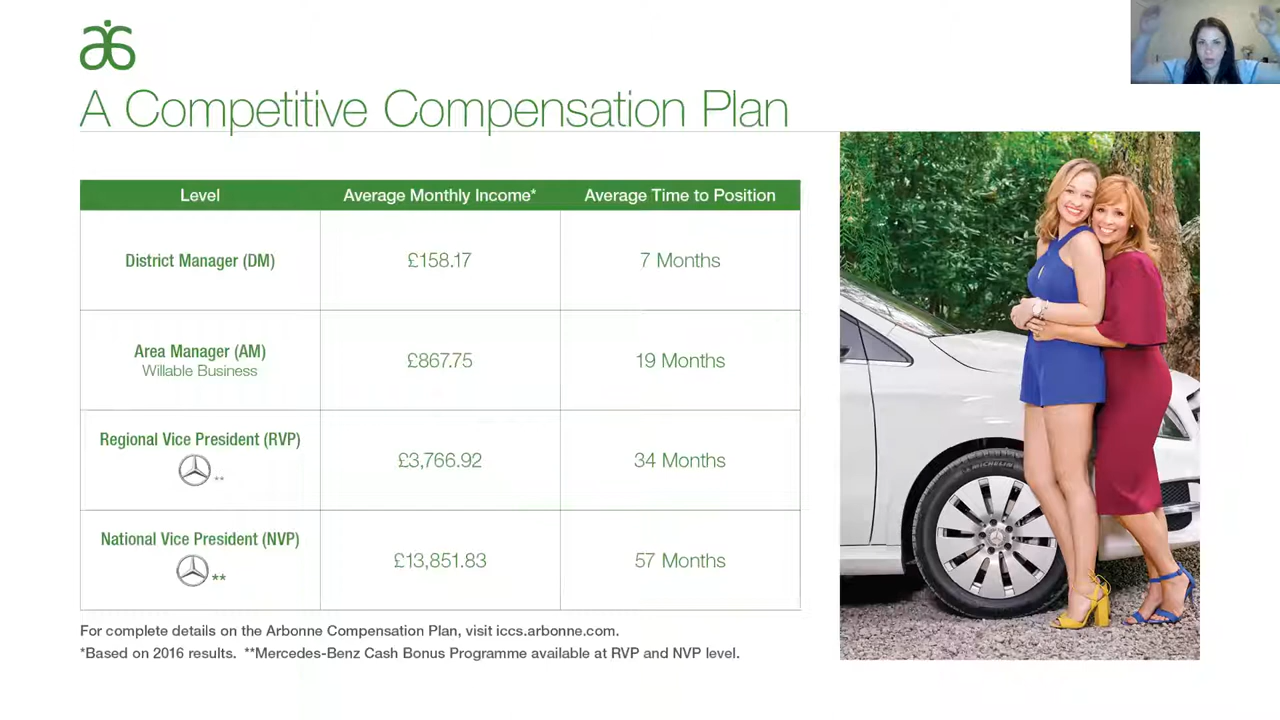 A Competitive Compensation Plan
Level Average Monthly Income* Average Time to Position
District Manager (DM) £158.17 7 Months
Area Manager (AM)
Willable Business
£867.75 19 Months
Regional Vice President (RVP)
**
£3,766.92 34 Months
National Vice President (NVP)
**
£13,851.83 57 Months
For complete details on the Arbonne Compensation Plan, visit iccs.arbonne.com.
*Based on 2016 results. **Mercedes-Benz Cash Bonus Programme available at RVP and NVP level.
MICHELIN